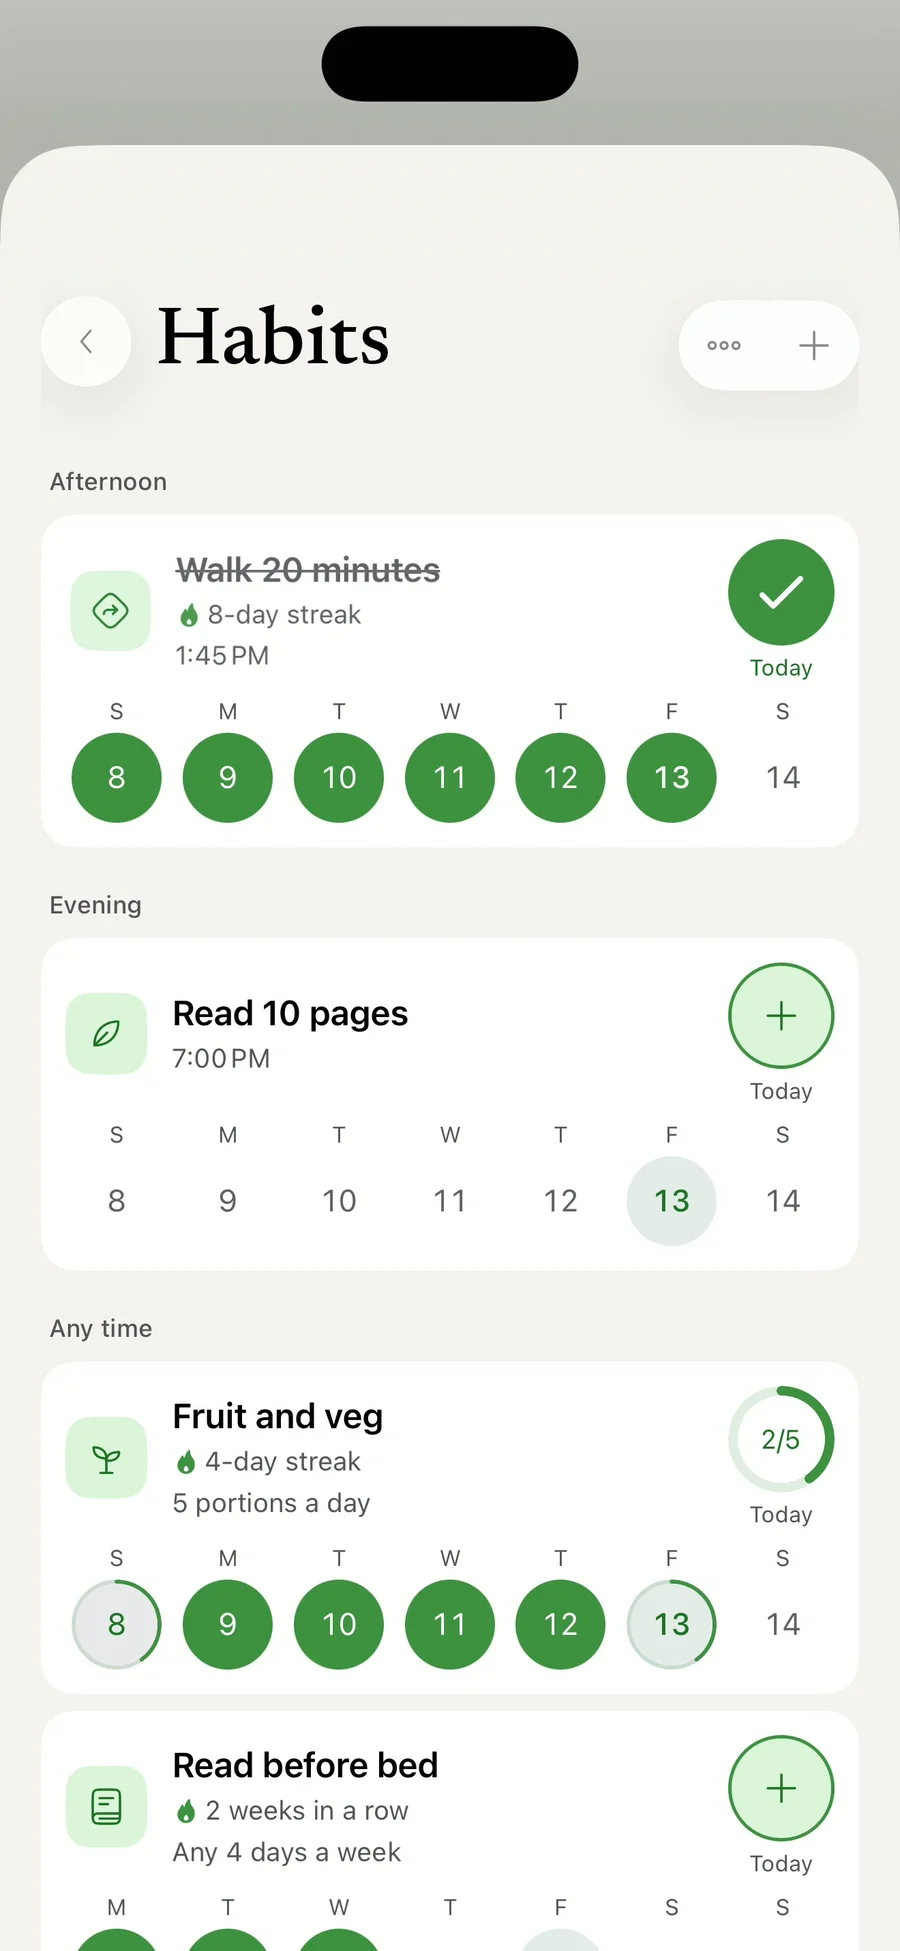 Habits
Afternoon
Walk 20 minutes
8-day streak
1:45 PM
Today
S M T W T F S
8 9 10 11 12 13 14
Evening
Read 10 pages
7:00 PM
Today
S M T W T F S
8 9 10 11 12 13 14
Any time
Fruit and veg
4-day streak
5 portions a day
2/5
Today
S M T W T F S
8 9 10 11 12 13 14
Read before bed
2 weeks in a row
Any 4 days a week
Today
M T W T F S S